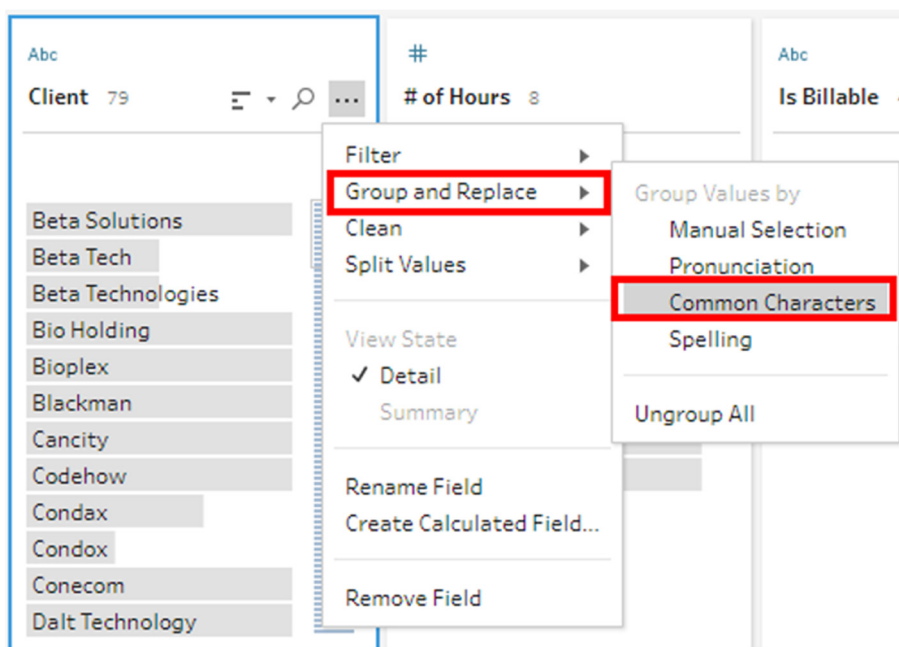 Abc
Client 79
Beta Solutions
Beta Tech
Beta Technologies
Bio Holding
Bioplex
Blackman
Cancity
Codehow
Condax
Condox
Conecom
Dalt Technology
#
# of Hours 8
Abc
Is Billable
Filter
Group and Replace
Clean
Split Values
View State
✓ Detail
Summary
Rename Field
Create Calculated Field...
Remove Field
Group Values by
Manual Selection
Pronunciation
Common Characters
Spelling
Ungroup All